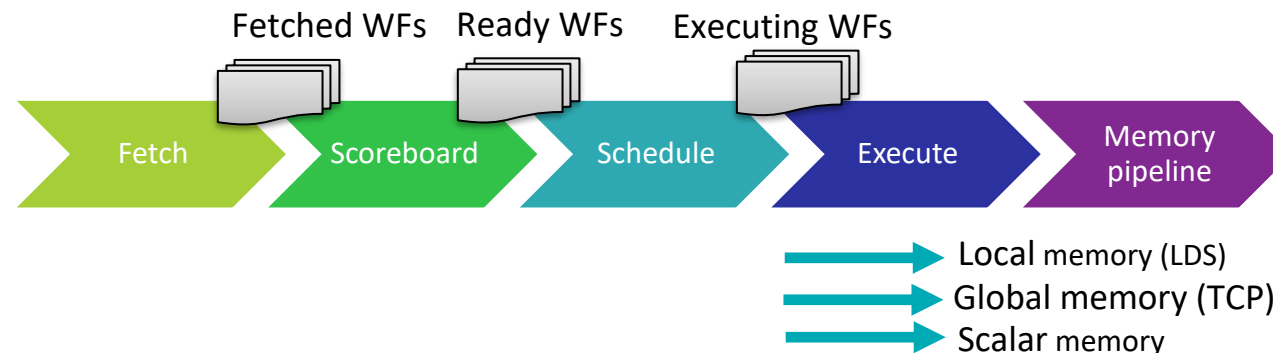 Fetched WFs
Ready WFs
Executing WFs
Fetch
Scoreboard
Schedule
Execute
Memory
pipeline
Local memory (LDS)
Global memory (TCP)
Scalar memory